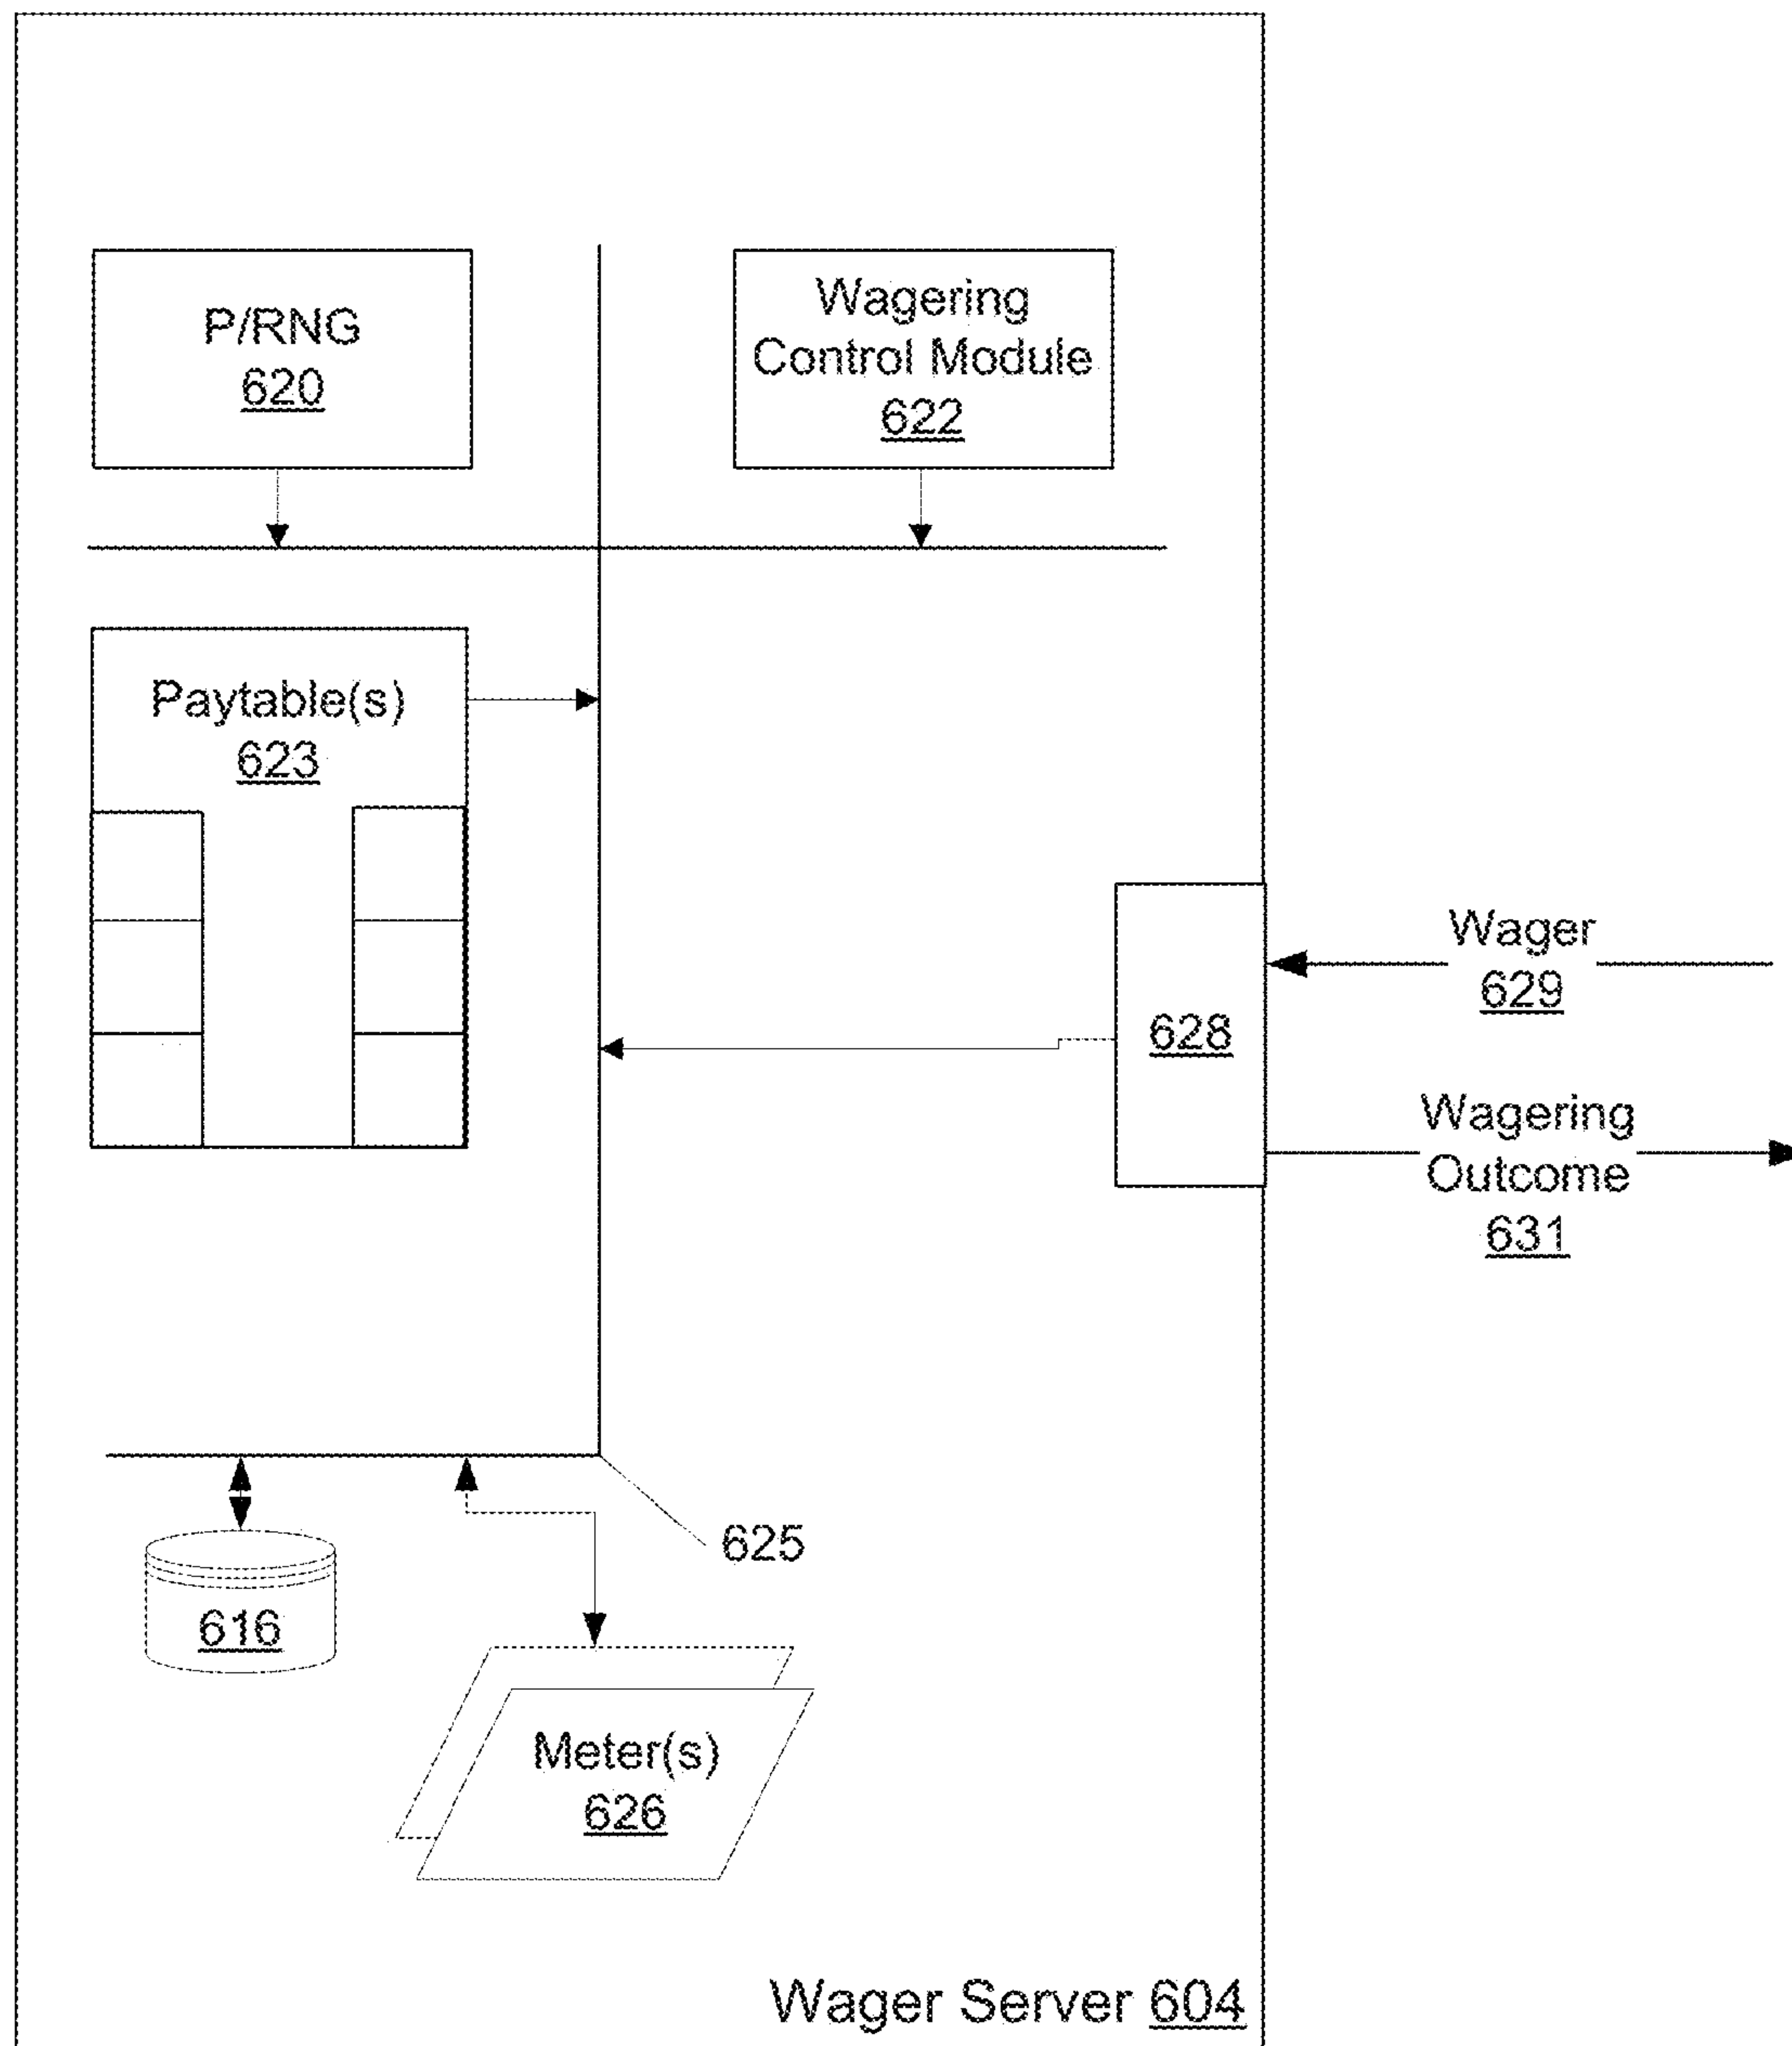 P/RNG
620
Wagering
Control Module
622
Paytable(s)
623
Wager
629
628
Wagering
Outcome
631
625
616
Meter(s)
626
Wager Server 604